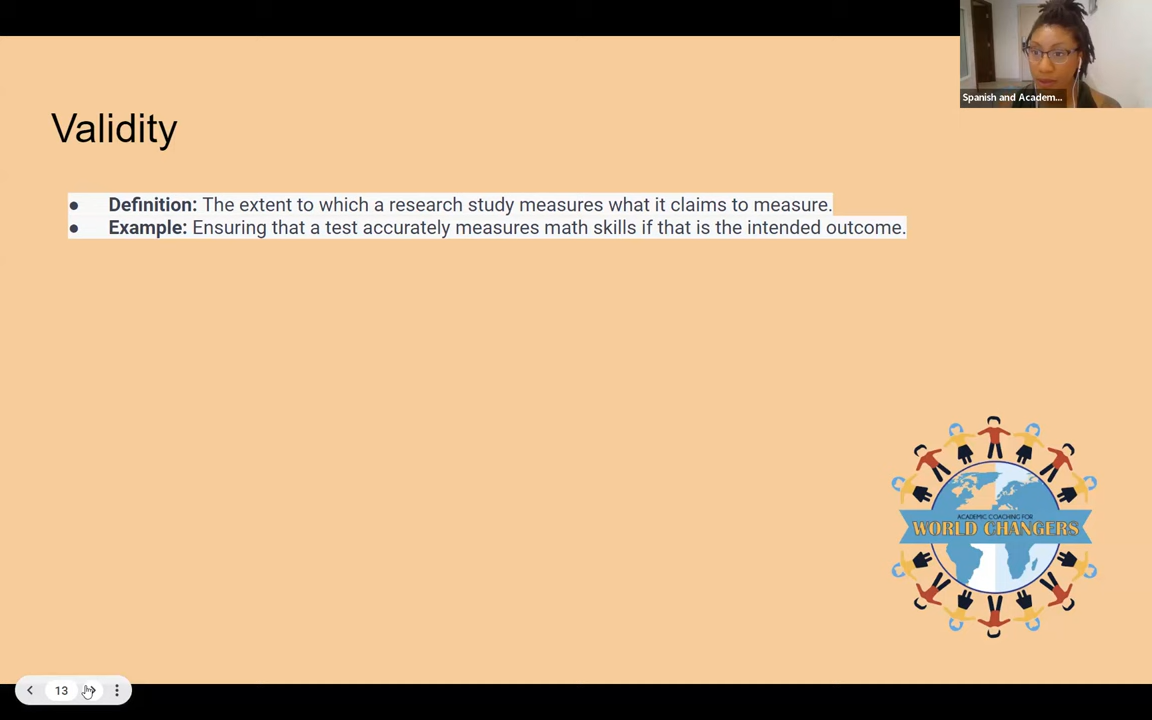 Spanish and Academ...
Validity
● Definition: The extent to which a research study measures what it claims to measure.
● Example: Ensuring that a test accurately measures math skills if that is the intended outcome.
ACADEMIC COACHING FOR
WORLD CHANGERS
13